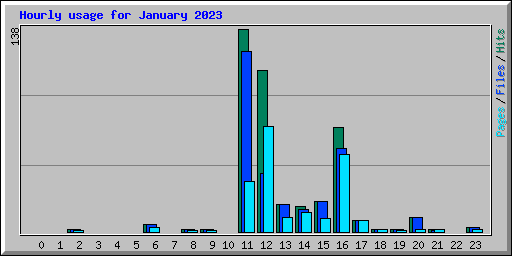 Hourly usage for January 2023
138
Pages / Files / Hits
0 1 2 3 4 5 6 7 8 9 10 11 12 13 14 15 16 17 18 19 20 21 22 23